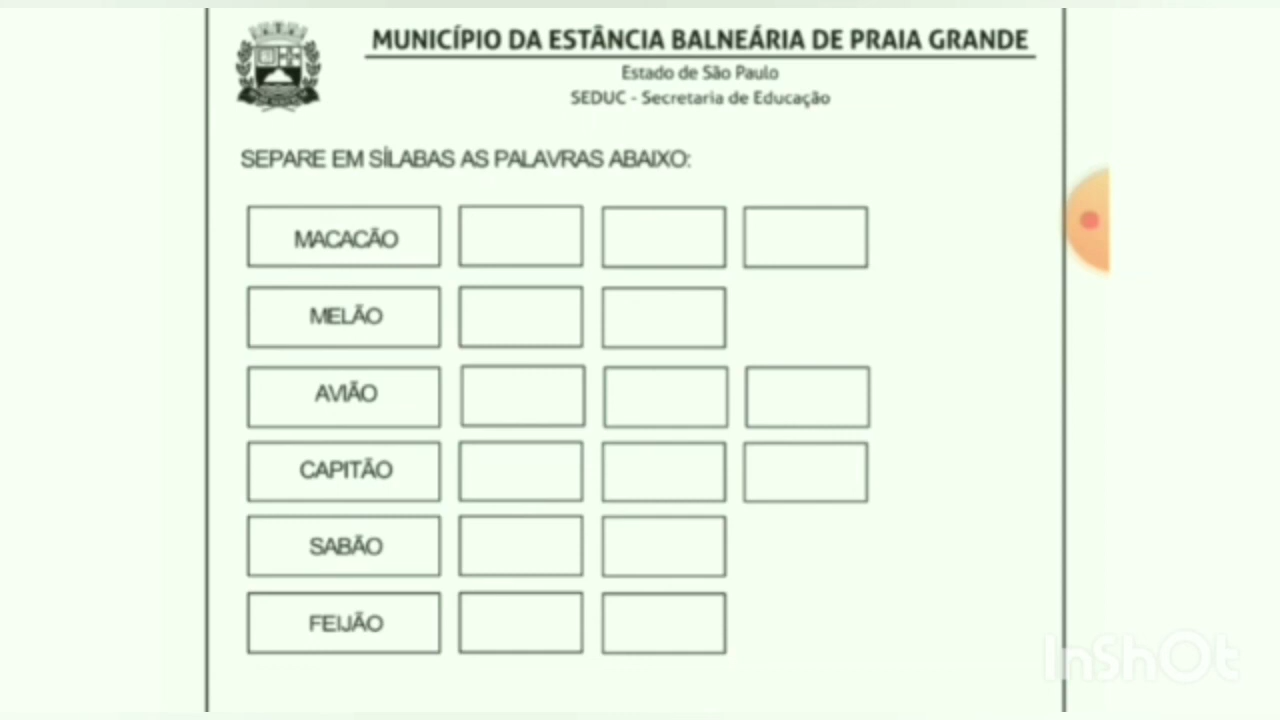 MUNICÍPIO DA ESTÂNCIA BALNEÁRIA DE PRAIA GRANDE
Estado de São Paulo
SEDUC - Secretaria de Educação
SEPARE EM SÍLABAS AS PALAVRAS ABAIXO:
MACACÃO
MELÃO
AVIÃO
CAPITÃO
SABÃO
FEIJÃO
InShOt